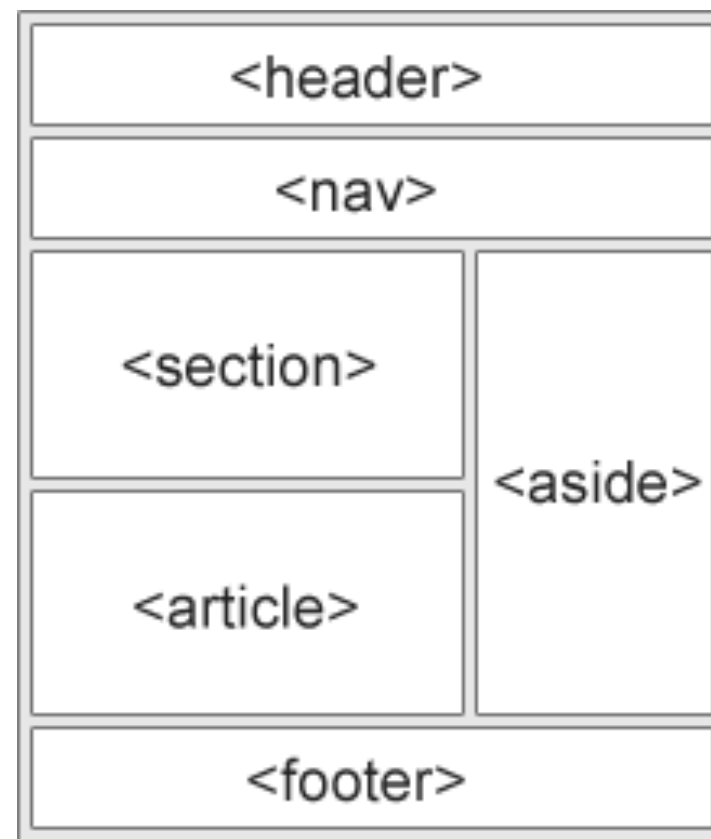 <header>
<nav>
<section>
<aside>
<article>
<footer>